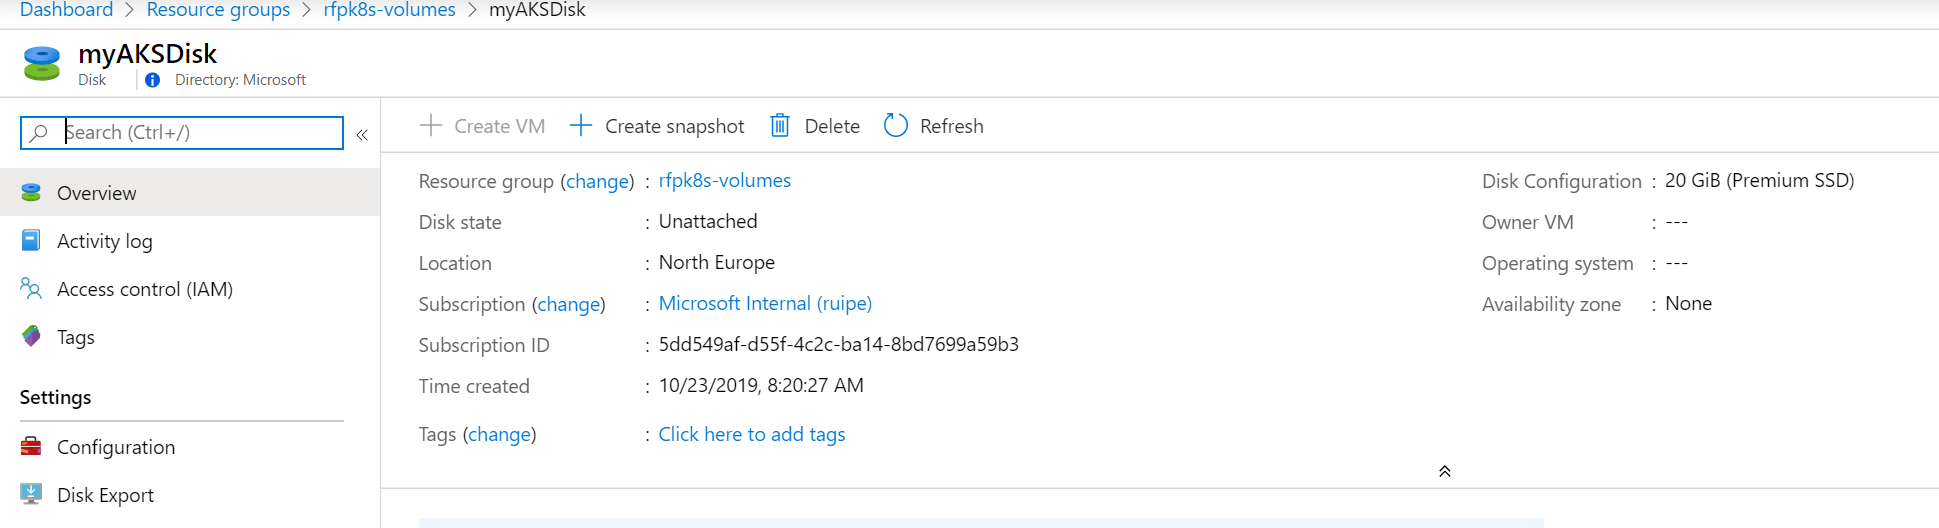 Dashboard > Resource groups > rfpk8s-volumes > myAKSDisk
myAKSDisk
Disk | Directory: Microsoft
Search (Ctrl+/)
«
Create VM
Create snapshot
Delete
Refresh
Overview
Activity log
Access control (IAM)
Tags
Settings
Configuration
Disk Export
Resource group (change) : rfpk8s-volumes
Disk state : Unattached
Location : North Europe
Subscription (change) : Microsoft Internal (ruipe)
Subscription ID : 5dd549af-d55f-4c2c-ba14-8bd7699a59b3
Time created : 10/23/2019, 8:20:27 AM
Tags (change) : Click here to add tags
Disk Configuration : 20 GiB (Premium SSD)
Owner VM : ---
Operating system : ---
Availability zone : None